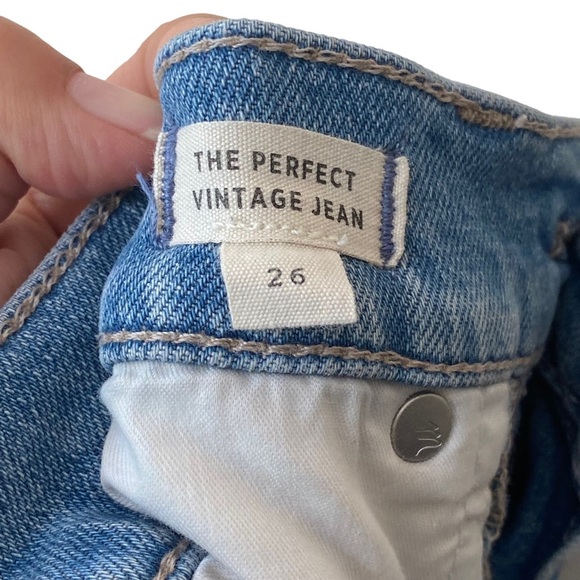 THE PERFECT
VINTAGE JEAN
26